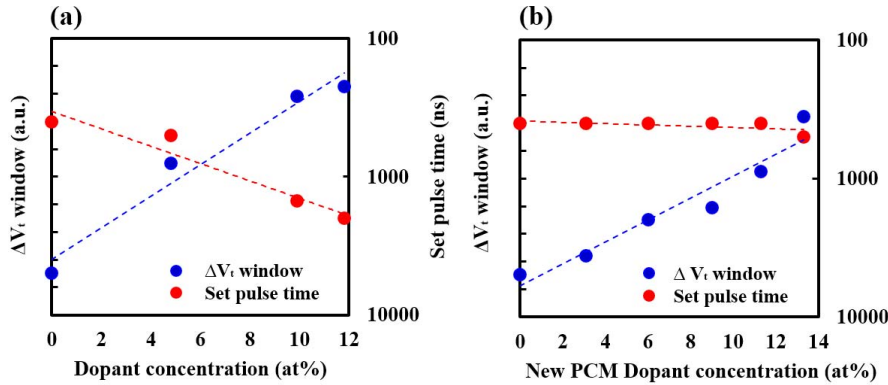 (a)
100
1000
10000
ΔVₜ window (a.u.)
Set pulse time (ns)
ΔVₜ window
Set pulse time
0 2 4 6 8 10 12
Dopant concentration (at%)
(b)
100
1000
10000
ΔVₜ window (a.u.)
Δ Vₜ window
Set pulse time
0 2 4 6 8 10 12 14
New PCM Dopant concentration (at%)